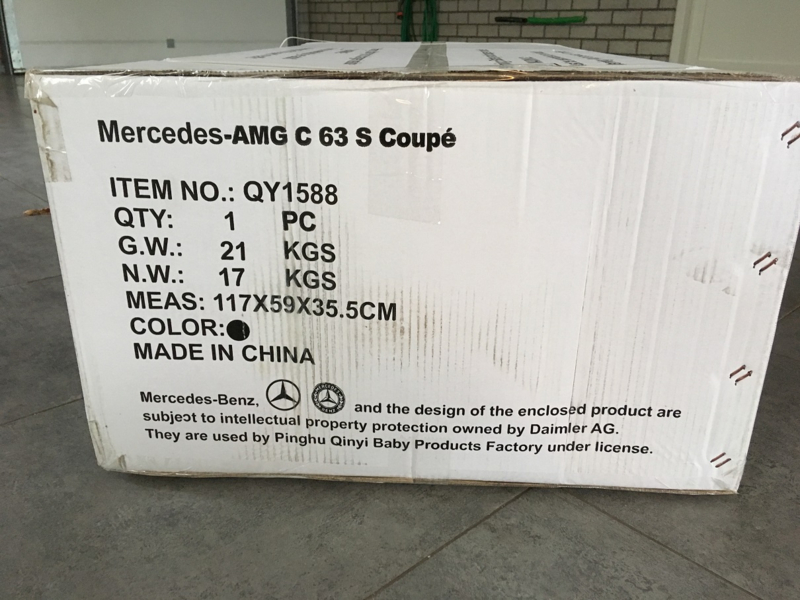 Mercedes-AMG C 63 S Coupé
ITEM NO.: QY1588
QTY: 1 PC
G.W.: 21 KGS
N.W.: 17 KGS
MEAS: 117X59X35.5CM
COLOR:
MADE IN CHINA
Mercedes-Benz, and the design of the enclosed product are
subject to intellectual property protection owned by Daimler AG.
They are used by Pinghu Qinyi Baby Products Factory under license.